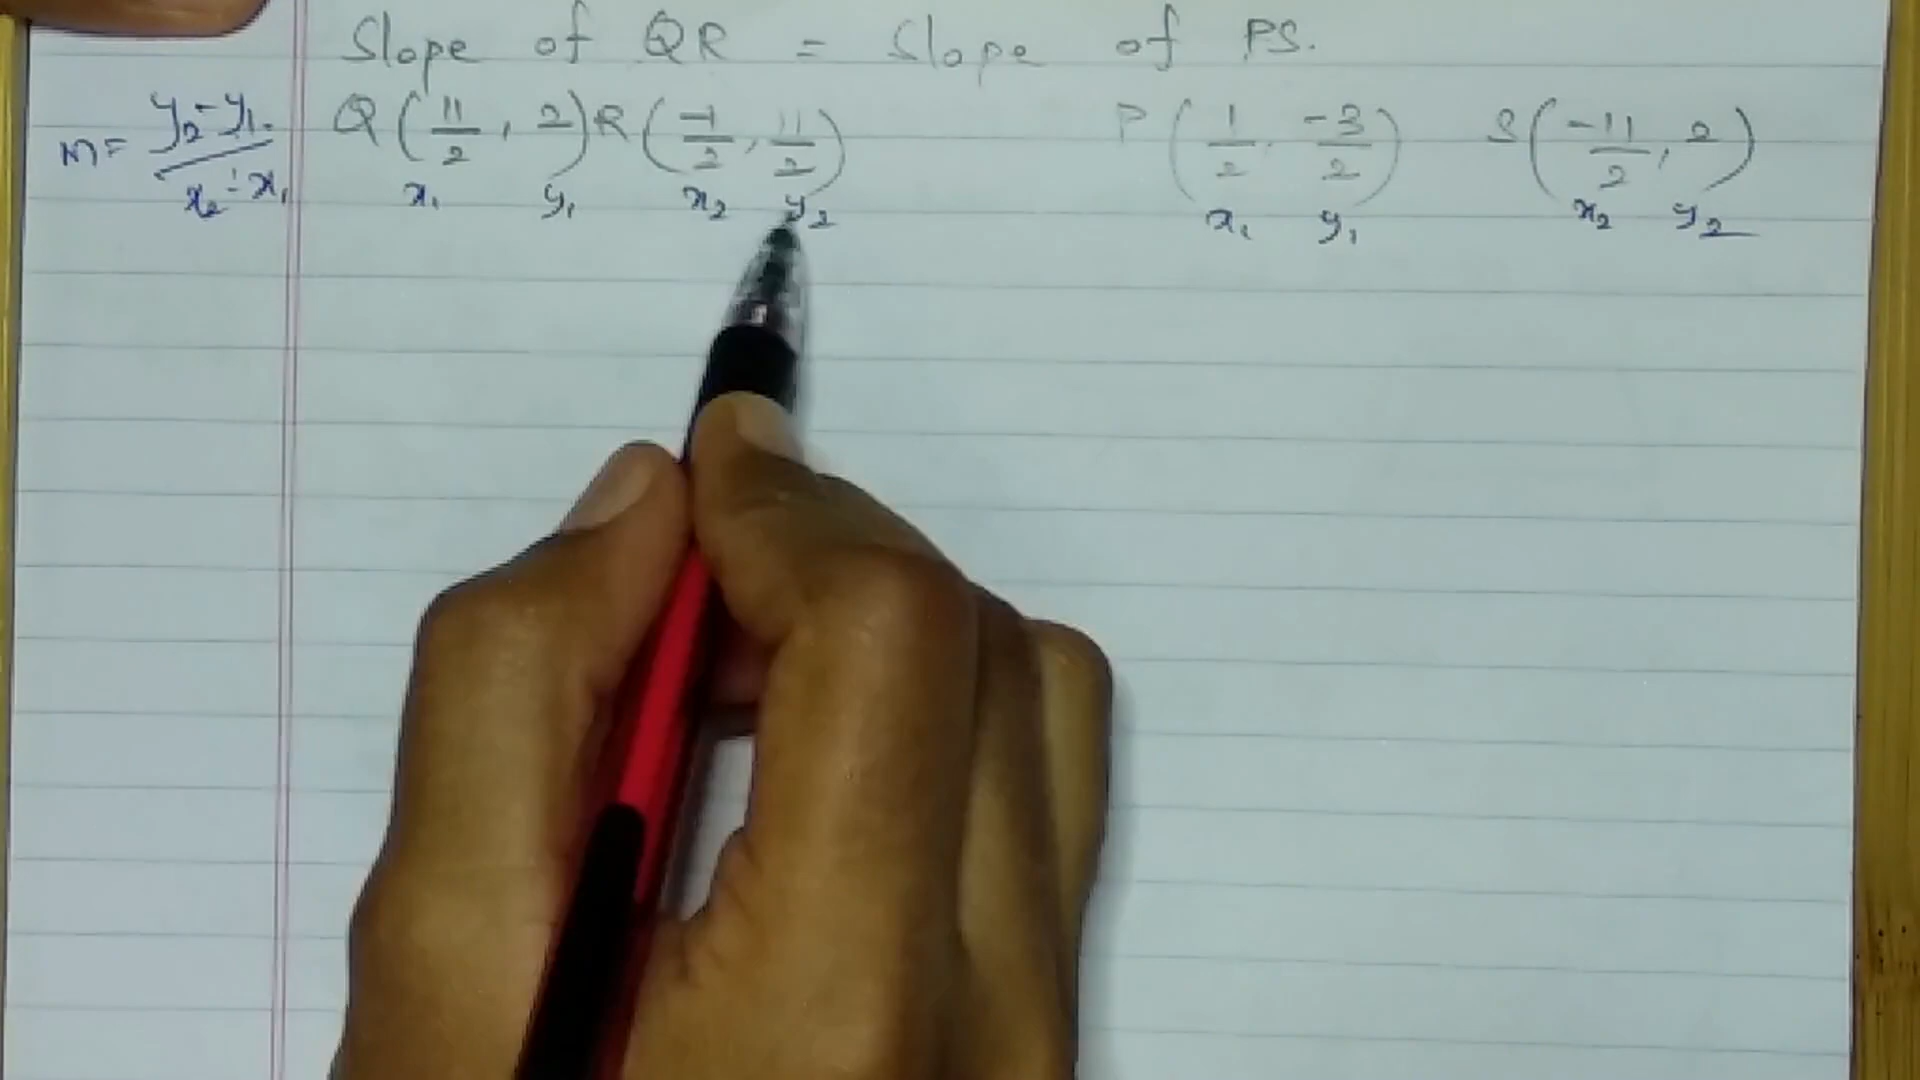 Slope of QR = Slope of PS.
m = y₂ - y₁ / x₂ - x₁ Q(11/2, 2) R(-1/2, 11/2) P(1/2, -3/2) S(-11/2, 2)
x₁ y₁ x₂ y₂ x₁ y₁ x₂ y₂